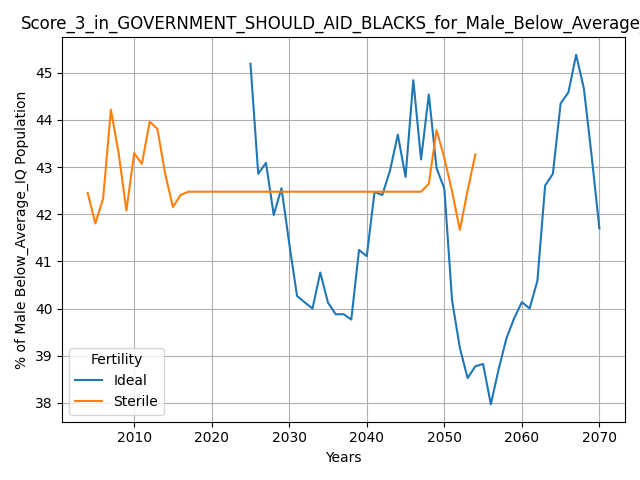 Score_3_in_GOVERNMENT_SHOULD_AID_BLACKS_for_Male_Below_Average
% of Male Below_Average_IQ Population
45
44
43
42
41
40
39
38
Fertility
Ideal
Sterile
2010 2020 2030 2040 2050 2060 2070
Years